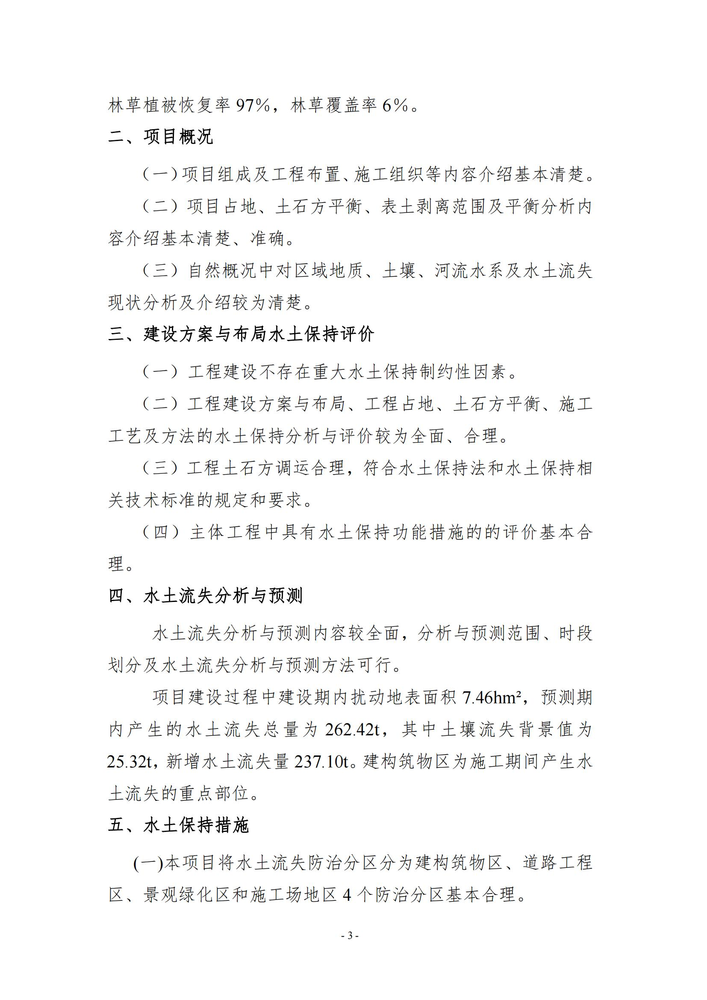 林草植被恢复率 97%，林草覆盖率 6%。
二、项目概况
（一）项目组成及工程布置、施工组织等内容介绍基本清楚。
（二）项目占地、土石方平衡、表土剥离范围及平衡分析内
容介绍基本清楚、准确。
（三）自然概况中对区域地质、土壤、河流水系及水土流失
现状分析及介绍较为清楚。
三、建设方案与布局水土保持评价
（一）工程建设不存在重大水土保持制约性因素。
（二）工程建设方案与布局、工程占地、土石方平衡、施工
工艺及方法的水土保持分析与评价较为全面、合理。
（三）工程土石方调运合理，符合水土保持法和水土保持相
关技术标准的规定和要求。
（四）主体工程中具有水土保持功能措施的的评价基本合
理。
四、水土流失分析与预测
水土流失分析与预测内容较全面，分析与预测范围、时段
划分及水土流失分析与预测方法可行。
项目建设过程中建设期内扰动地表面积 7.46hm²，预测期
内产生的水土流失总量为 262.42t，其中土壤流失背景值为
25.32t，新增水土流失量 237.10t。建构筑物区为施工期间产生水
土流失的重点部位。
五、水土保持措施
(一)本项目将水土流失防治分区分为建构筑物区、道路工程
区、景观绿化区和施工场地区 4 个防治分区基本合理。
- 3 -